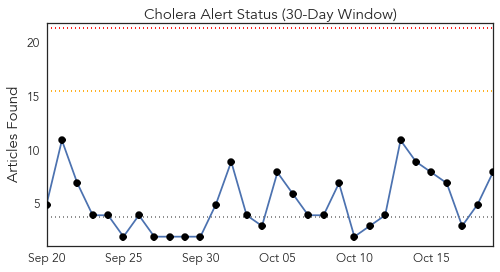 Cholera Alert Status (30-Day Window)
Articles Found
20
15
10
5
Sep 20 Sep 25 Sep 30 Oct 05 Oct 10 Oct 15